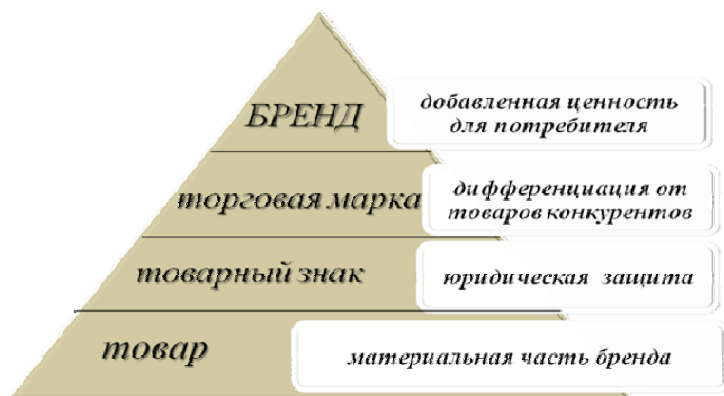 БРЕНД
добавленная ценность
для потребителя
торговая марка
дифференциация от
товаров конкурентов
товарный знак
юридическая защита
товар
материальная часть бренда